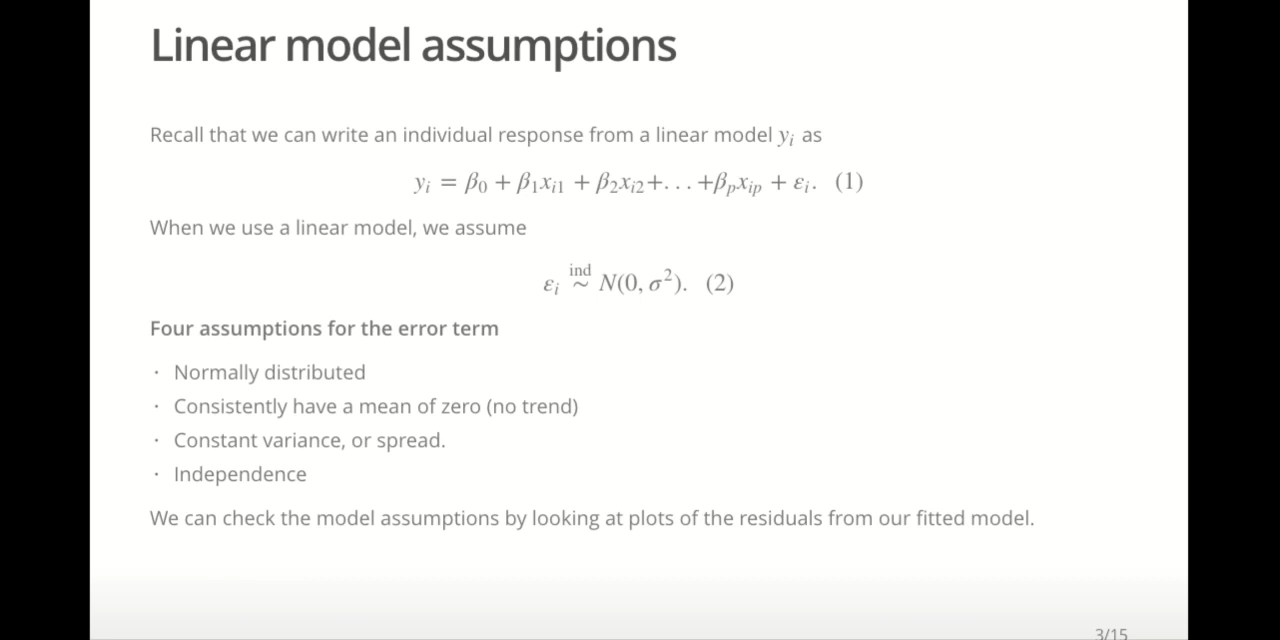 Linear model assumptions
Recall that we can write an individual response from a linear model yᵢ as
yᵢ = β₀ + β₁xᵢ₁ + β₂xᵢ₂+. . . +βₚxᵢₚ + εᵢ. (1)
When we use a linear model, we assume
ind
εᵢ ~ N(0, σ²). (2)
Four assumptions for the error term
· Normally distributed
· Consistently have a mean of zero (no trend)
· Constant variance, or spread.
· Independence
We can check the model assumptions by looking at plots of the residuals from our fitted model.
3/15